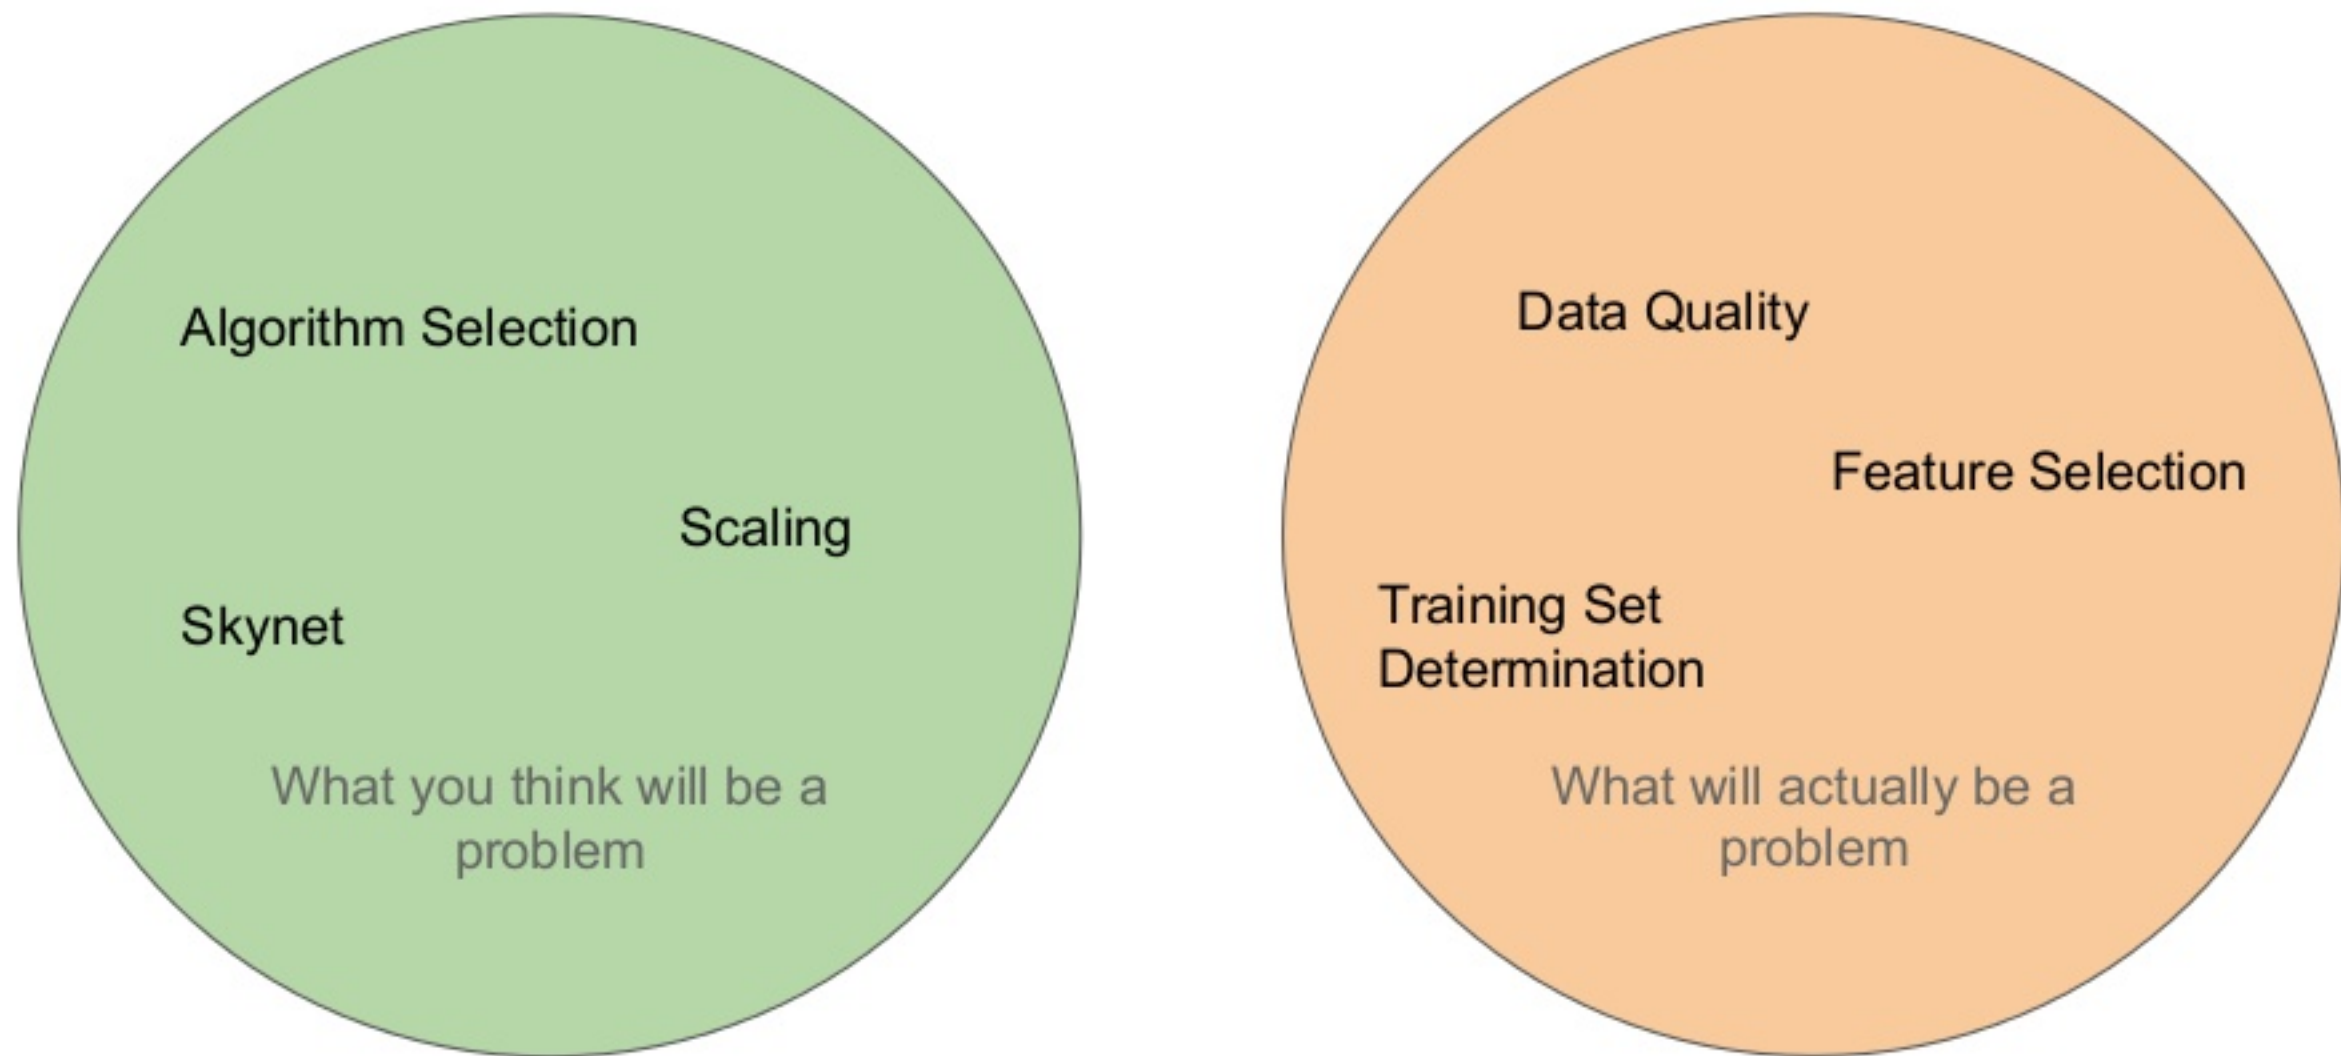 Algorithm Selection
Scaling
Skynet
What you think will be a
problem
Data Quality
Feature Selection
Training Set
Determination
What will actually be a
problem